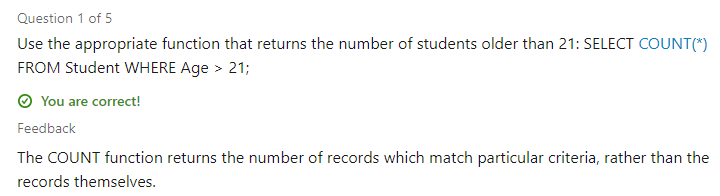 Question 1 of 5
Use the appropriate function that returns the number of students older than 21: SELECT COUNT(*)
FROM Student WHERE Age > 21;
You are correct!
Feedback
The COUNT function returns the number of records which match particular criteria, rather than the
records themselves.